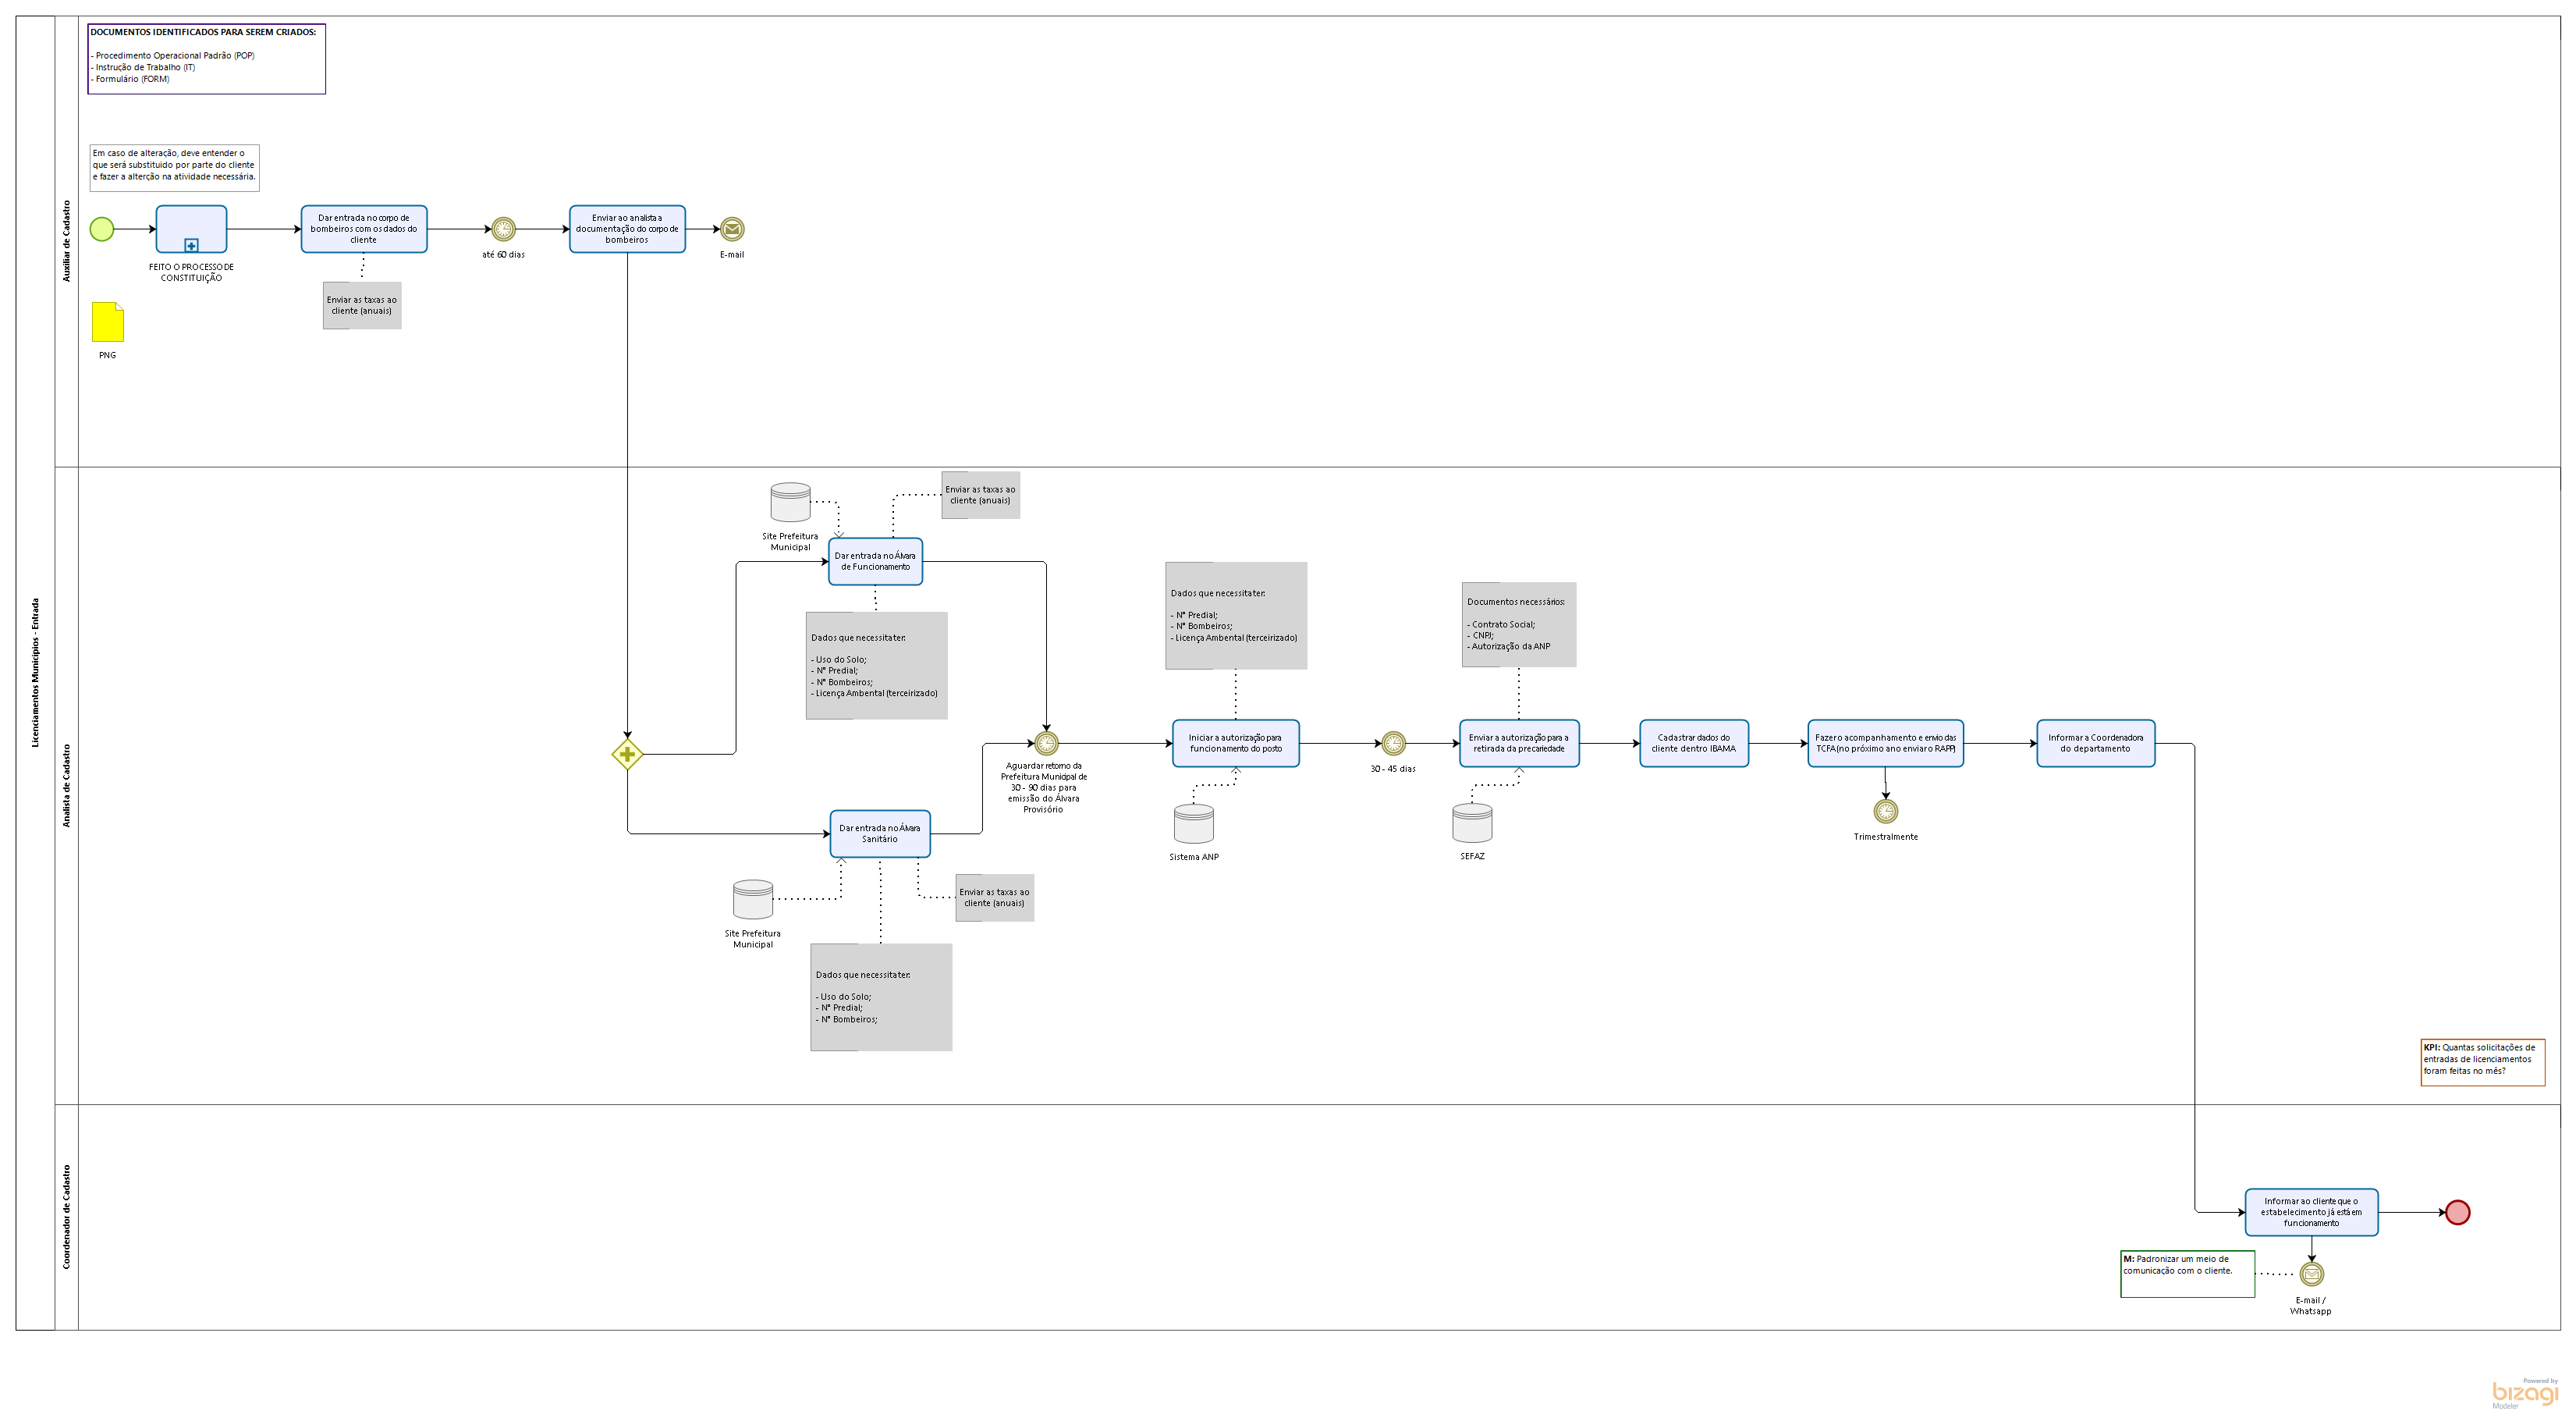 Licenciamentos Municípios - Entrada
Auxiliar de Cadastro
DOCUMENTOS IDENTIFICADOS PARA SEREM CRIADOS:
- Procedimento Operacional Padrão (POP)
- Instrução de Trabalho (IT)
- Formulário (FORM)
Em caso de alteração, deve entender o
que será substituido por parte do cliente
e fazer a alterção na atividade necessária.
FEITO O PROCESSO DE
CONSTITUIÇÃO
Dar entrada no corpo de
bombeiros com os dados do
cliente
até 60 dias
Enviar ao analista a
documentação do corpo de
bombeiros
E-mail
Enviar as taxas ao
cliente (anuais)
PNG
Analista de Cadastro
Site Prefeitura
Municipal
Enviar as taxas ao
cliente (anuais)
Dar entrada no Álvara
de Funcionamento
Dados que necessita ter:
- Uso do Solo;
- N° Predial;
- N° Bombeiros;
- Licença Ambental (terceirizado)
Aguardar retorno da
Prefeitura Municipal de
30 - 90 dias para
emissão do Álvara
Provisório
Dar entrada no Álvara
Sanitário
Site Prefeitura
Municipal
Enviar as taxas ao
cliente (anuais)
Dados que necessita ter:
- Uso do Solo;
- N° Predial;
- N° Bombeiros;
Dados que necessita ter:
- N° Predial;
- N° Bombeiros;
- Licença Ambental (terceirizado)
Iniciar a autorização para
funcionamento do posto
Sistema ANP
30 - 45 dias
Documentos necessários:
- Contrato Social;
- CNPJ;
- Autorização da ANP
Enviar a autorização para a
retirada da precariedade
SEFAZ
Cadastrar dados do
cliente dentro IBAMA
Fazer o acompanhamento e envio das
TCFA (no próximo ano enviar o RAPP)
Trimestralmente
Informar a Coordenadora
do departamento
KPI: Quantas solicitações de
entradas de licenciamentos
foram feitas no mês?
Coordenador de Cadastro
Informar ao cliente que o
estabelecimento já está em
funcionamento
M: Padronizar um meio de
comunicação com o cliente.
E-mail /
Whatsapp
Powered by
bizagi
Modeler